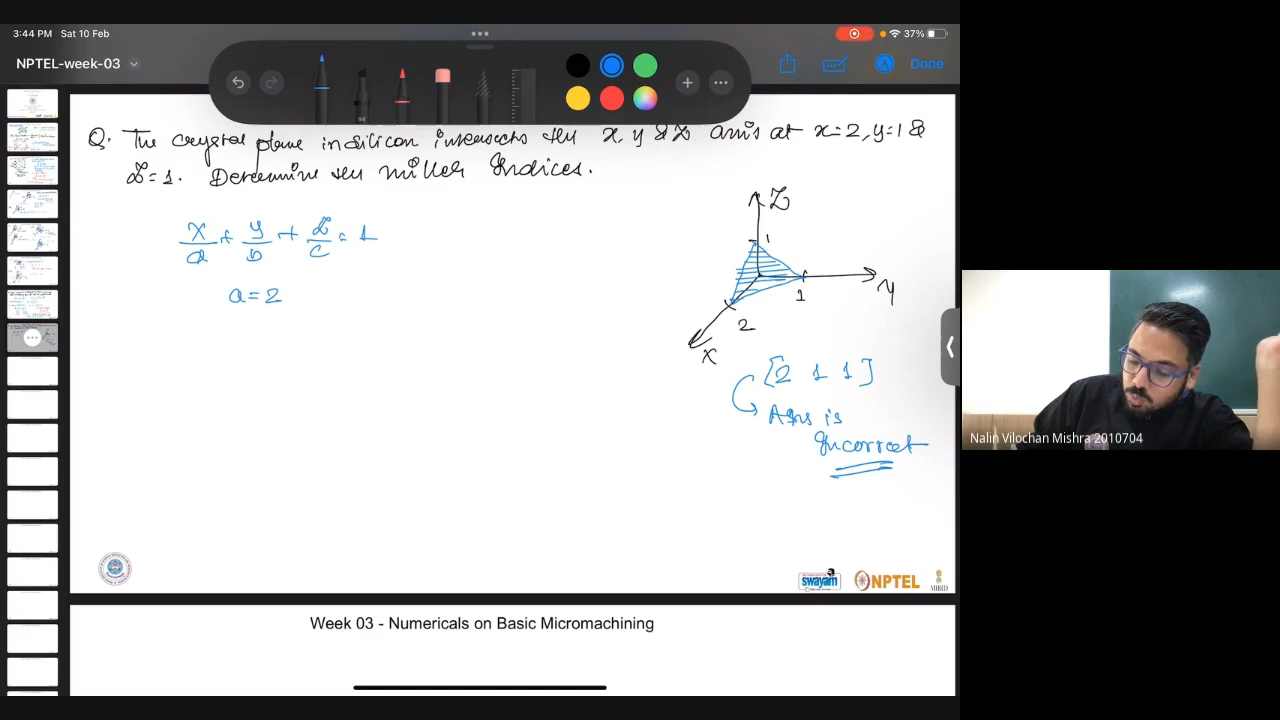 3:44 PM Sat 10 Feb
37%
NPTEL-week-03
Done
Q. The crystal plane in silicon intersects the x, y & z axis at x=2, y=1 &
z=1. Determine the miller Indices.
x/a + y/b + z/c = 1
a=2
Z
1
1
y
2
x
[2 1 1]
Ans is
Incorrect
swayam
NPTEL
MHRD
Week 03 - Numericals on Basic Micromachining
Nalin Vilochan Mishra 2010704